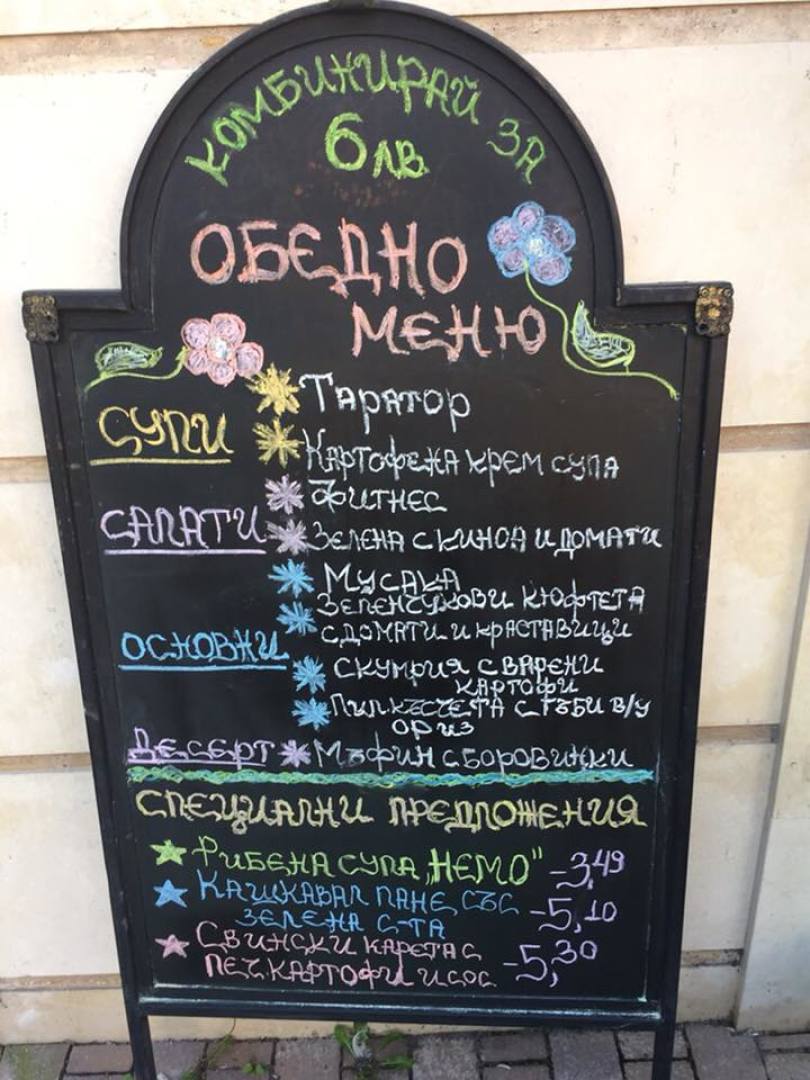 КОМБИНИРАЙ ЗА
6 ЛВ.
ОБЕДНО
МЕНЮ
СУПИ
ТАРАТОР
КАРТОФЕНА КРЕМ СУПА
САЛАТИ
ФИТНЕС
ЗЕЛЕНА С КИНОА И ДОМАТИ
ОСНОВНИ
МУСАКА
ЗЕЛЕНЧУКОВИ КЮФТЕТА
С ДОМАТИ И КРАСТАВИЦИ
СКУМРИЯ С ВАРЕНИ
КАРТОФИ
ПИЛ. КЪСЧЕТА С ГЪБИ В/У
ОРИЗ
ДЕСЕРТ МЪФИН С БОРОВИНКИ
СПЕЦИАЛНИ ПРЕДЛОЖЕНИЯ
РИБЕНА СУПА „НЕМО" - 3,49
КАШКАВАЛ ПАНЕ СЪС
ЗЕЛЕНА С-ТА - 5,10
СВИНСКИ КАРЕТА С
ПЕЧ. КАРТОФИ И СОС - 5,30